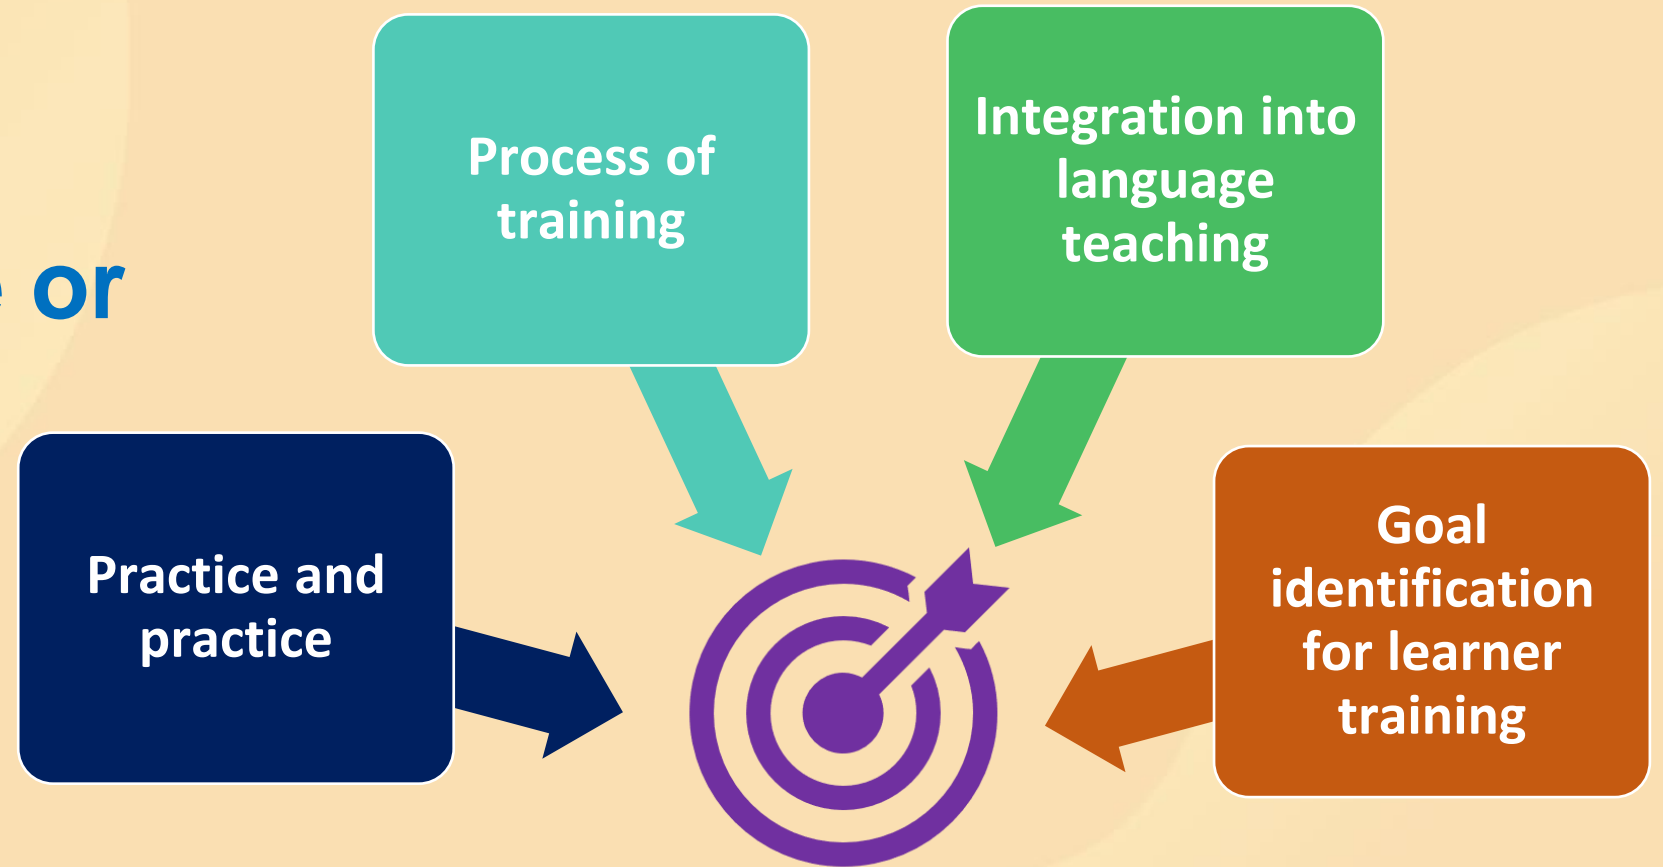 or
Process of
training
Integration into
language
teaching
Practice and
practice
Goal
identification
for learner
training